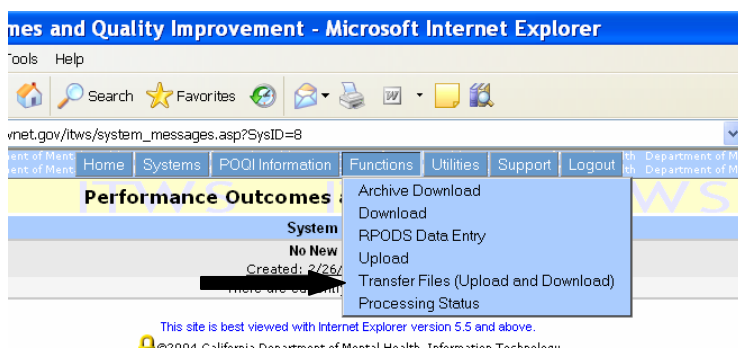 mes and Quality Improvement - Microsoft Internet Explorer
Tools Help
Search Favorites
vnet.gov/itws/system_messages.asp?SysID=8
Home Systems POQI Information Functions Utilities Support Logout
Performance Outcomes
Archive Download
Download
RPODS Data Entry
Upload
Transfer Files (Upload and Download)
Processing Status
System
No New
Created: 2/26/
This site is best viewed with Internet Explorer version 5.5 and above.
©2004 California Department of Mental Health, Information Technology